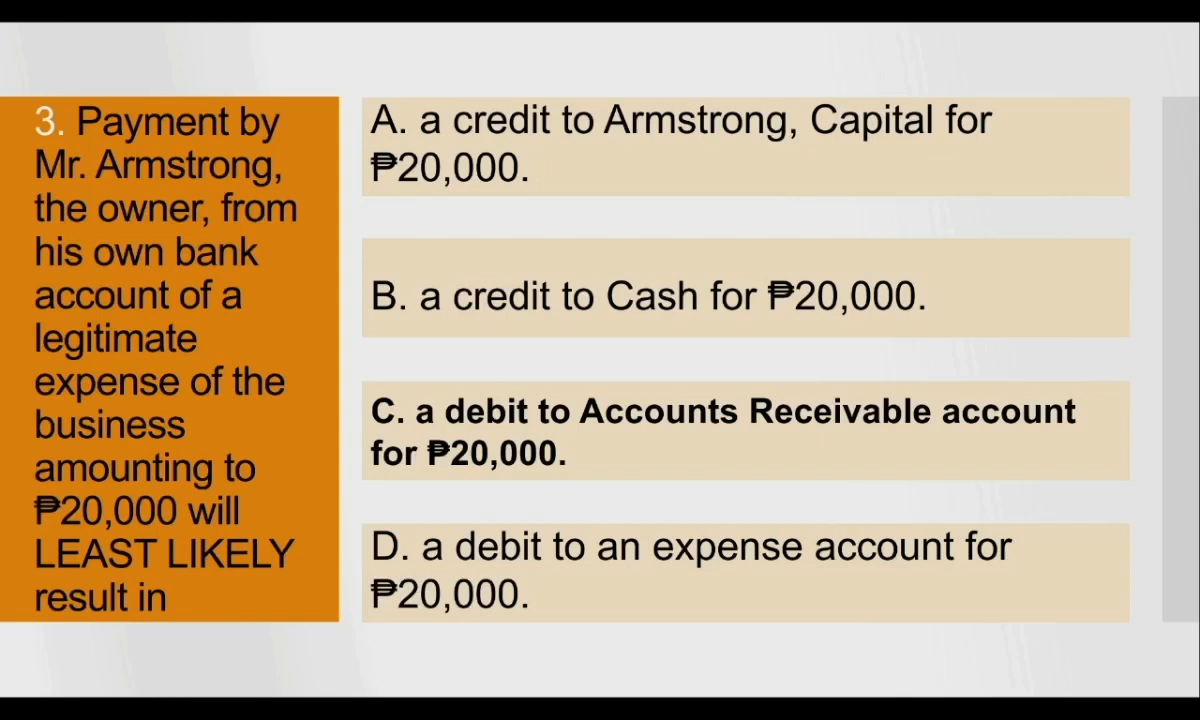 3. Payment by
Mr. Armstrong,
the owner, from
his own bank
account of a
legitimate
expense of the
business
amounting to
₱20,000 will
LEAST LIKELY
result in
A. a credit to Armstrong, Capital for
₱20,000.
B. a credit to Cash for ₱20,000.
C. a debit to Accounts Receivable account
for ₱20,000.
D. a debit to an expense account for
₱20,000.